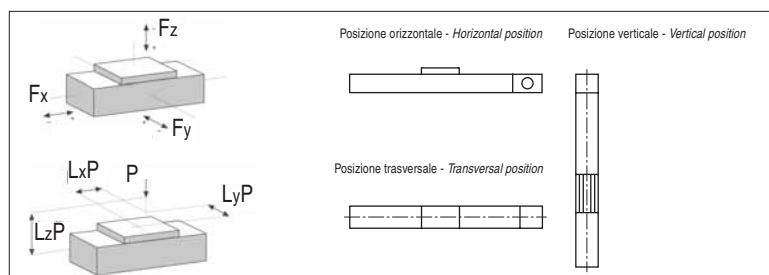 Fz
Fx
Fy
LxP
P
LyP
LzP
Posizione orizzontale - Horizontal position
Posizione trasversale - Transversal position
Posizione verticale - Vertical position